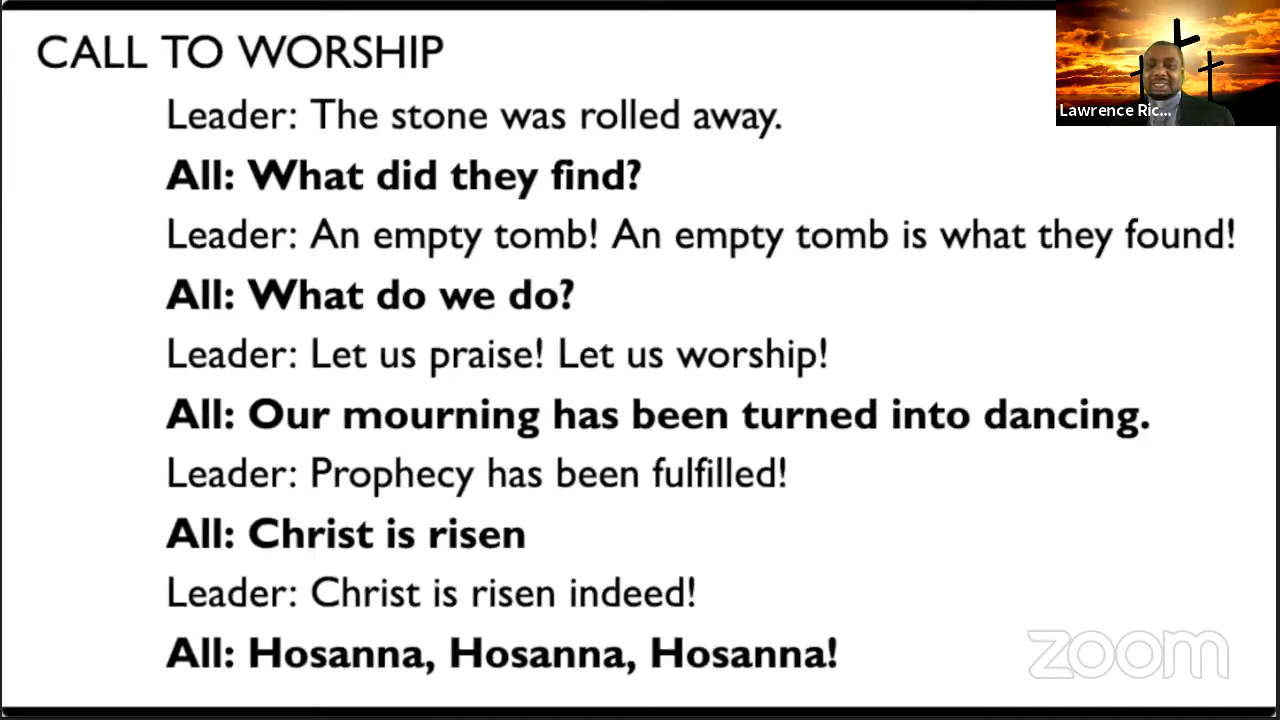 CALL TO WORSHIP
Leader: The stone was rolled away.
All: What did they find?
Leader: An empty tomb! An empty tomb is what they found!
All: What do we do?
Leader: Let us praise! Let us worship!
All: Our mourning has been turned into dancing.
Leader: Prophecy has been fulfilled!
All: Christ is risen
Leader: Christ is risen indeed!
All: Hosanna, Hosanna, Hosanna!
Lawrence Ric...
zoom